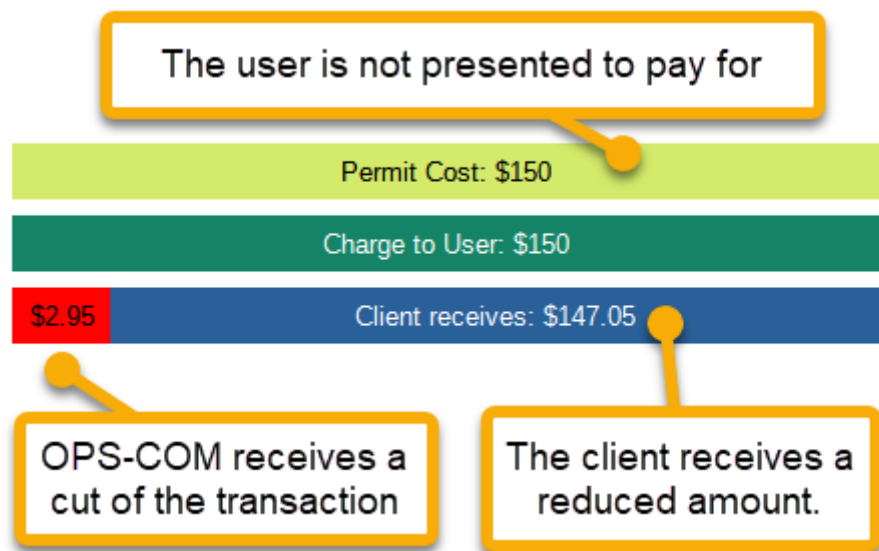 The user is not presented to pay for
Permit Cost: $150
Charge to User: $150
$2.95
Client receives: $147.05
OPS-COM receives a
cut of the transaction
The client receives a
reduced amount.